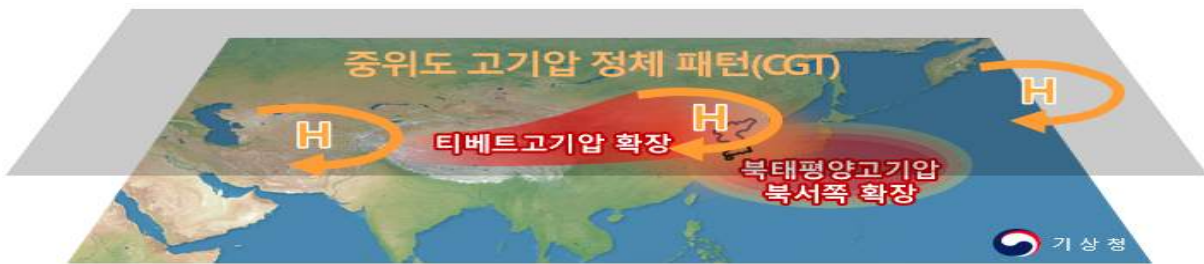 중위도 고기압 정체 패턴(CGT)
H
H
H
티베트고기압 확장
북태평양고기압
북서쪽 확장
기상청